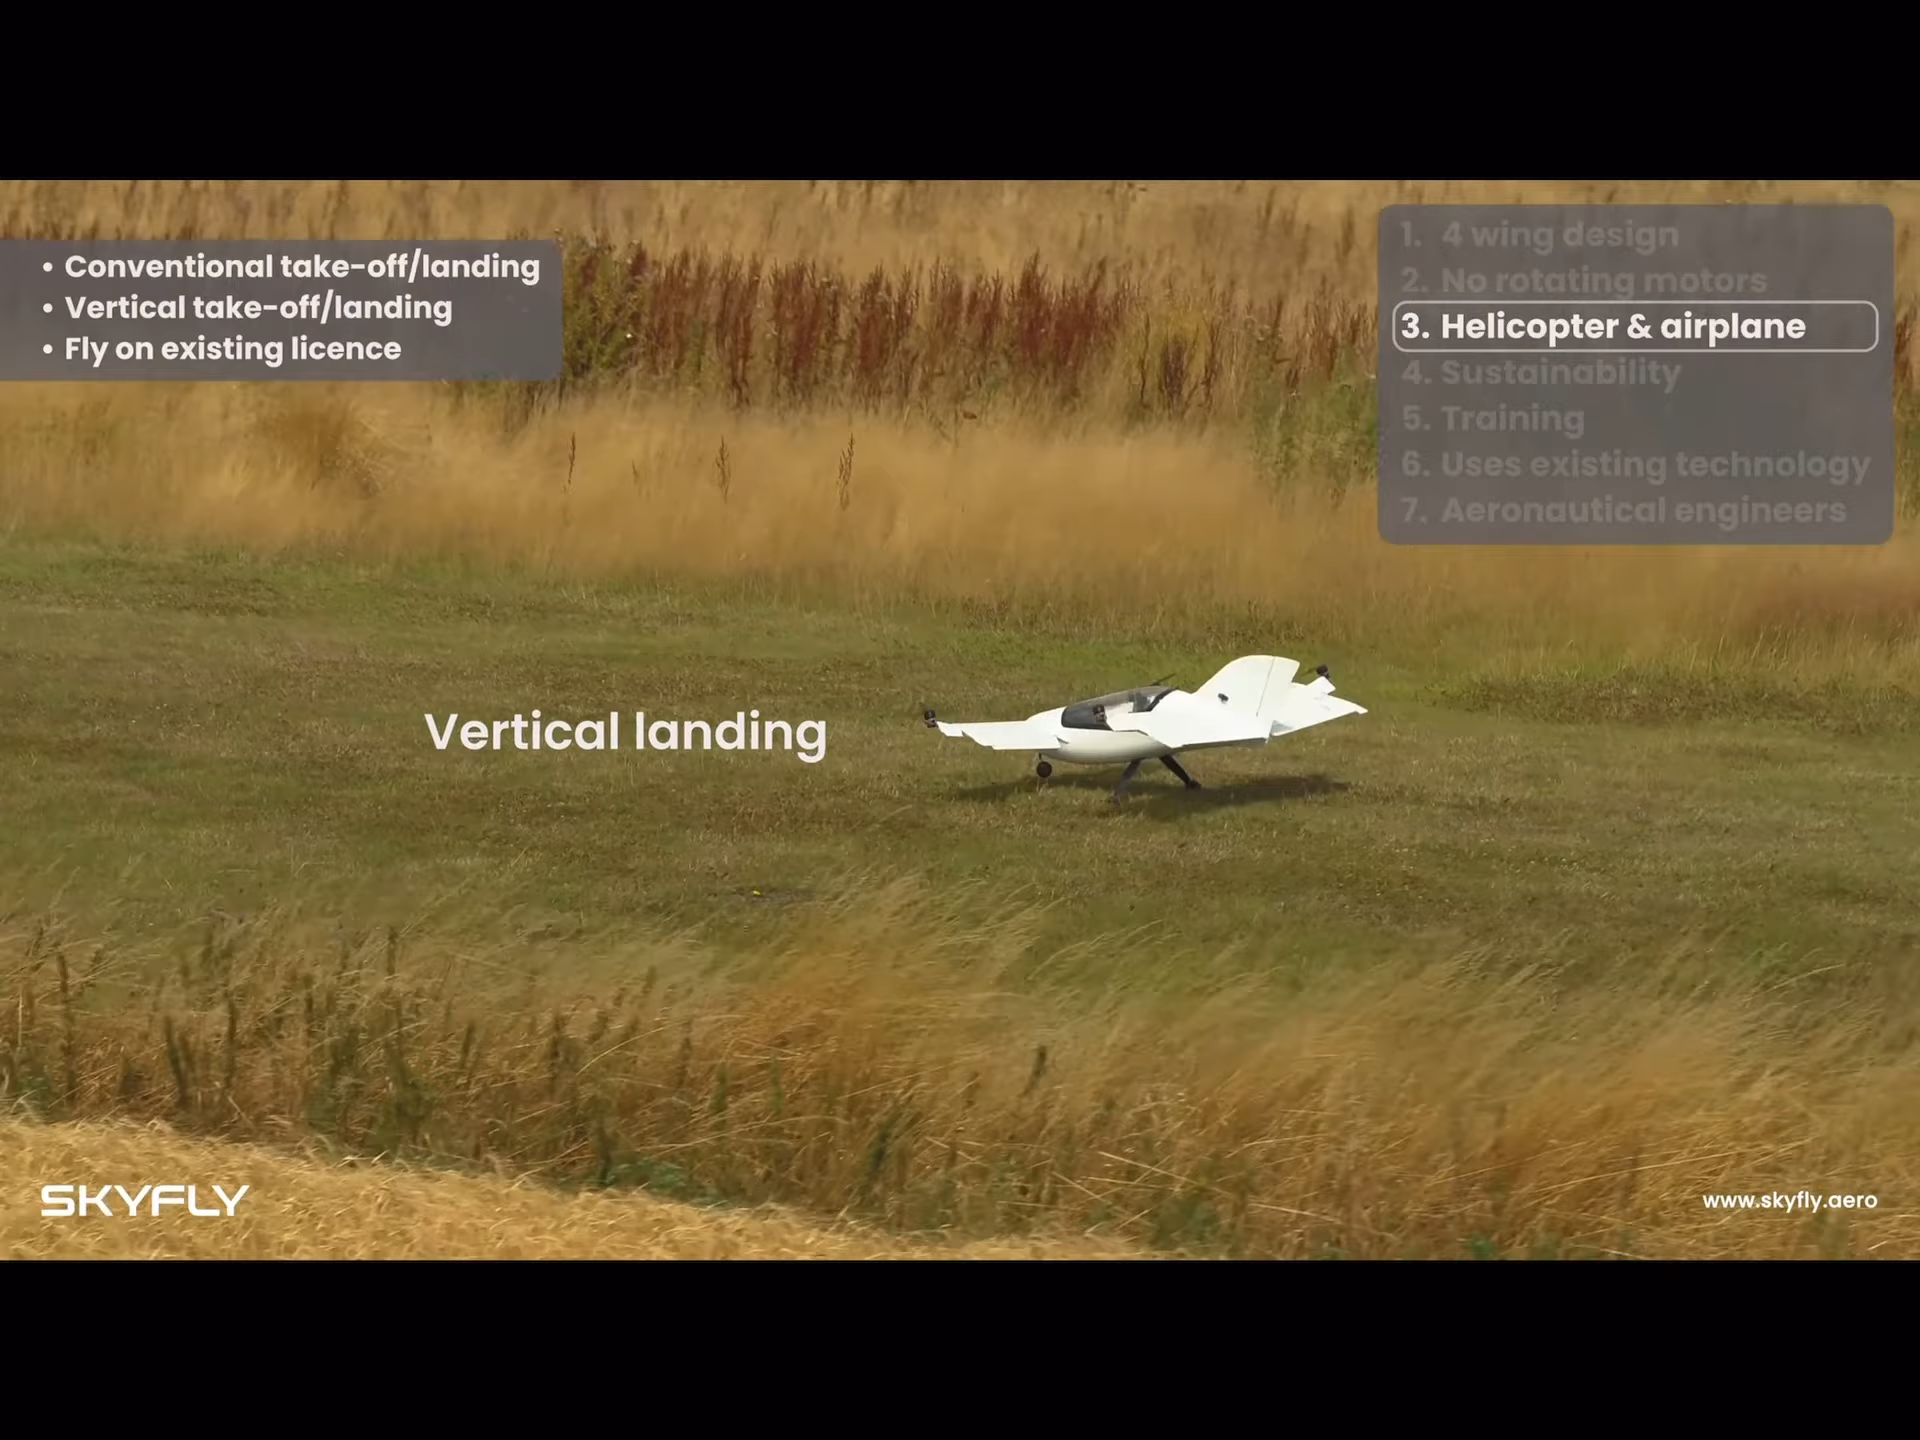 • Conventional take-off/landing
• Vertical take-off/landing
• Fly on existing licence
1. 4 wing design
2. No rotating motors
3. Helicopter & airplane
4. Sustainability
5. Training
6. Uses existing technology
7. Aeronautical engineers
Vertical landing
SKYFLY
www.skyfly.aero